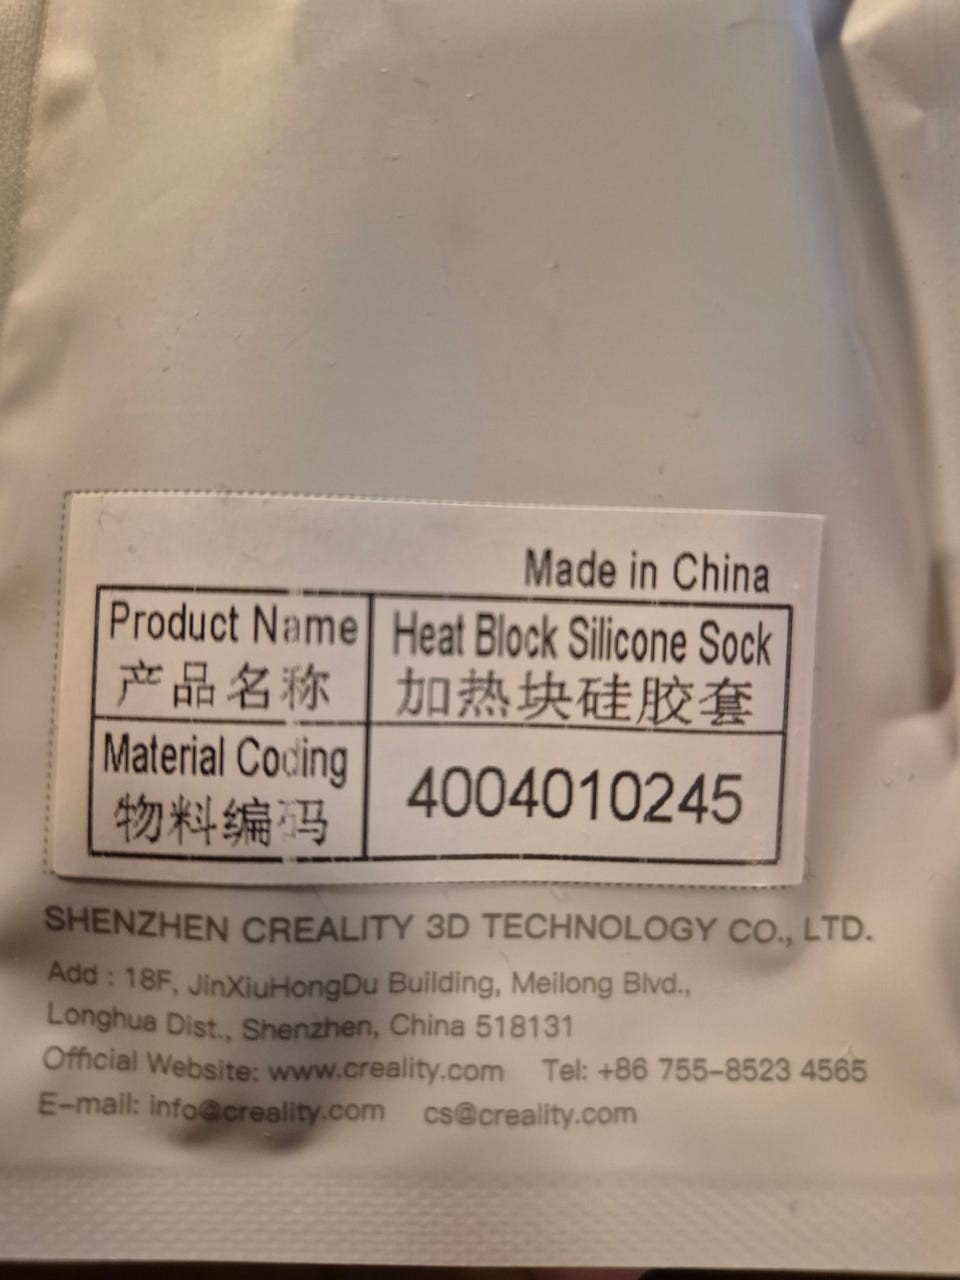 Made in China
Product Name
产品名称
Heat Block Silicone Sock
加热块硅胶套
Material Coding
物料编码
4004010245
SHENZHEN CREALITY 3D TECHNOLOGY CO., LTD.
Add : 18F, JinXiuHongDu Building, Meilong Blvd.,
Longhua Dist., Shenzhen, China 518131
Official Website: www.creality.com Tel: +86 755-8523 4565
E-mail: info@creality.com cs@creality.com